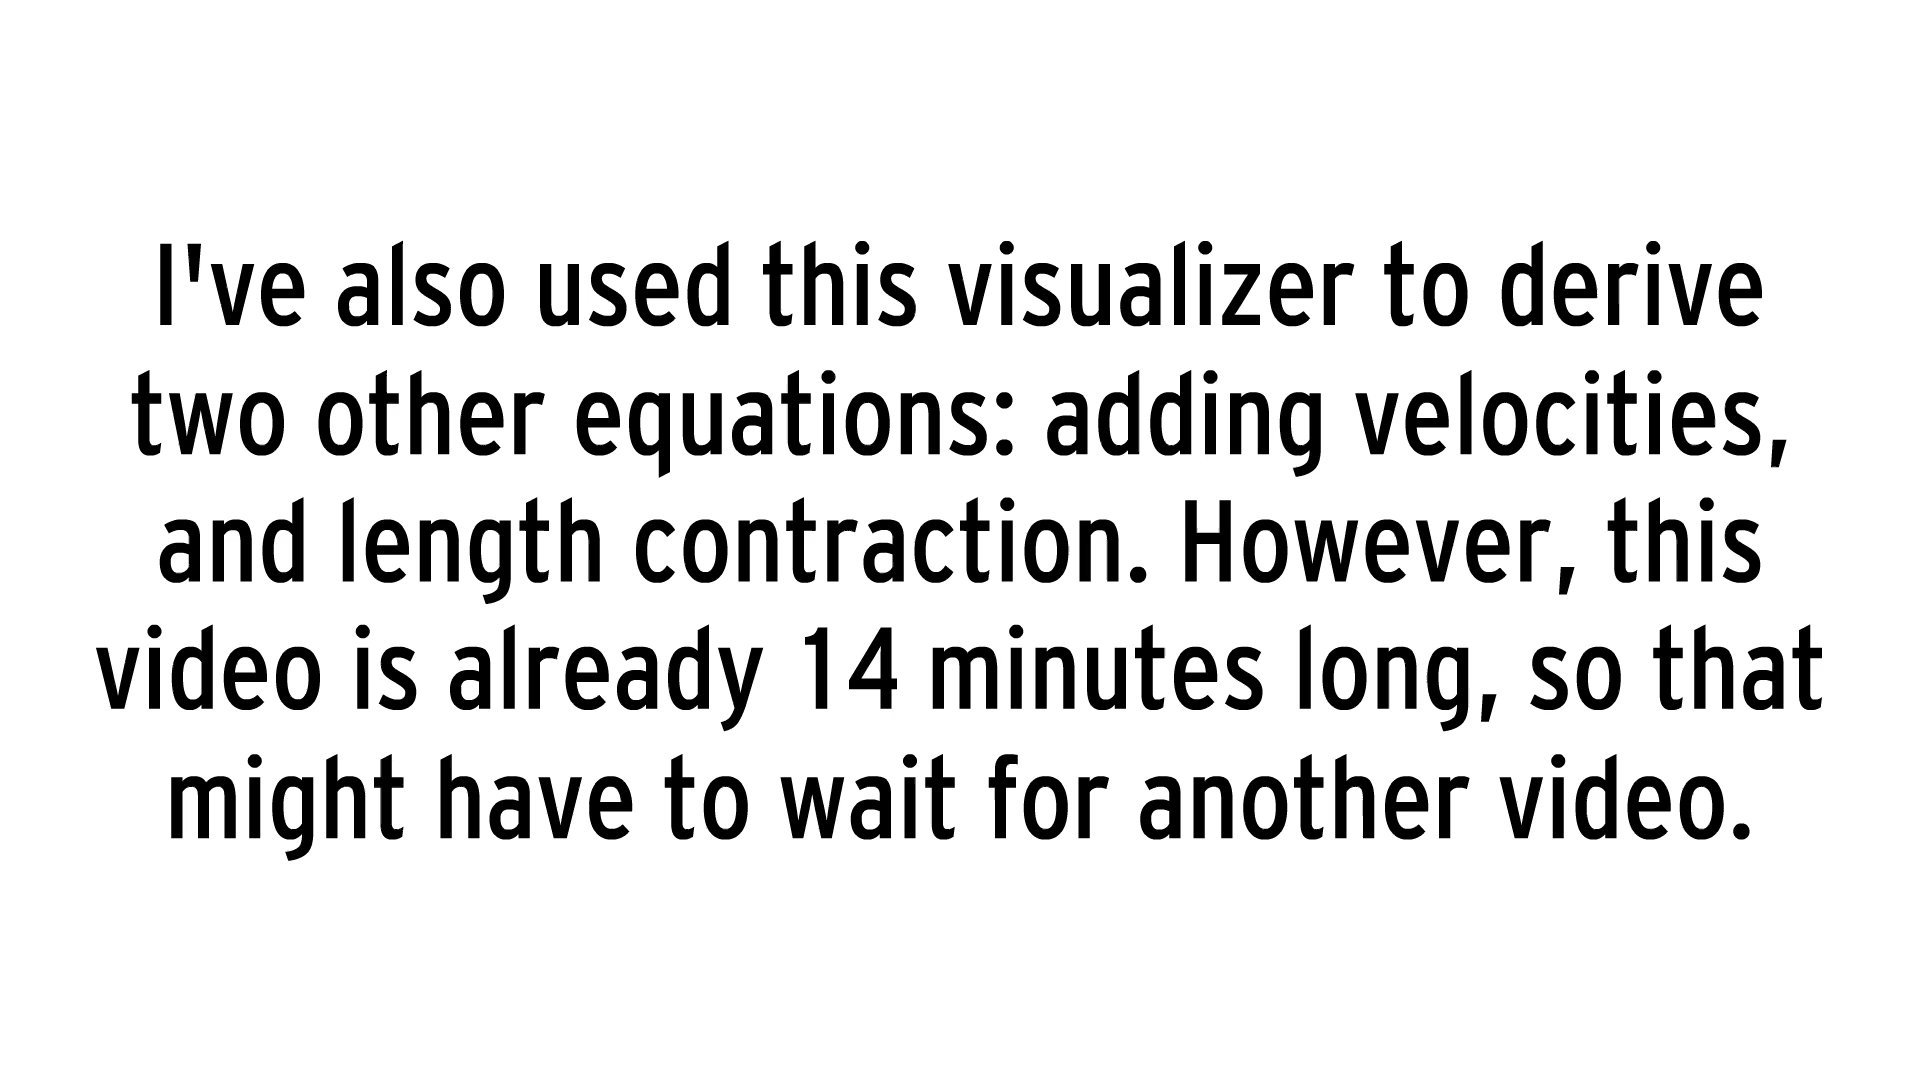 I've also used this visualizer to derive
two other equations: adding velocities,
and length contraction. However, this
video is already 14 minutes long, so that
might have to wait for another video.